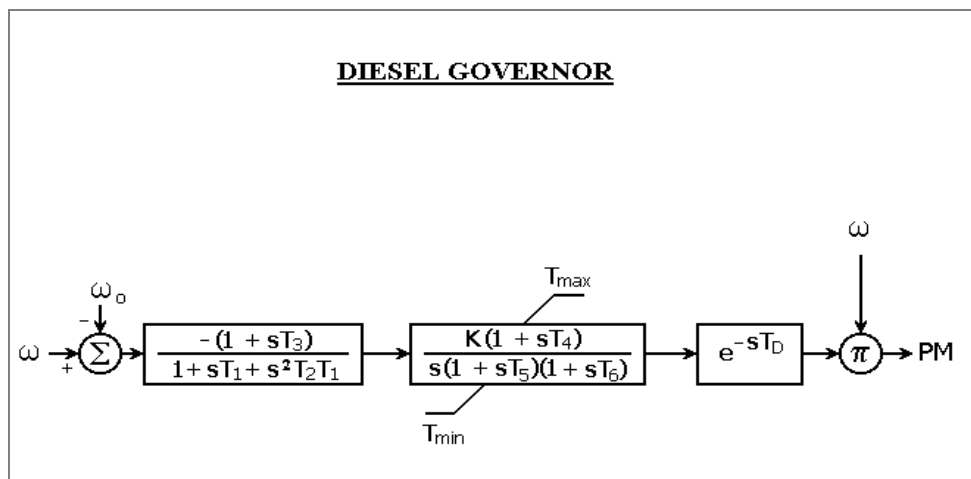 DIESEL GOVERNOR
ω
Tmax
ωo
-
ω
+
Σ
-(1 + sT3)
1+sT1+s²T2T1
K(1 + sT4)
s(1 + sT5)(1 + sT6)
e-sTD
π
PM
Tmin